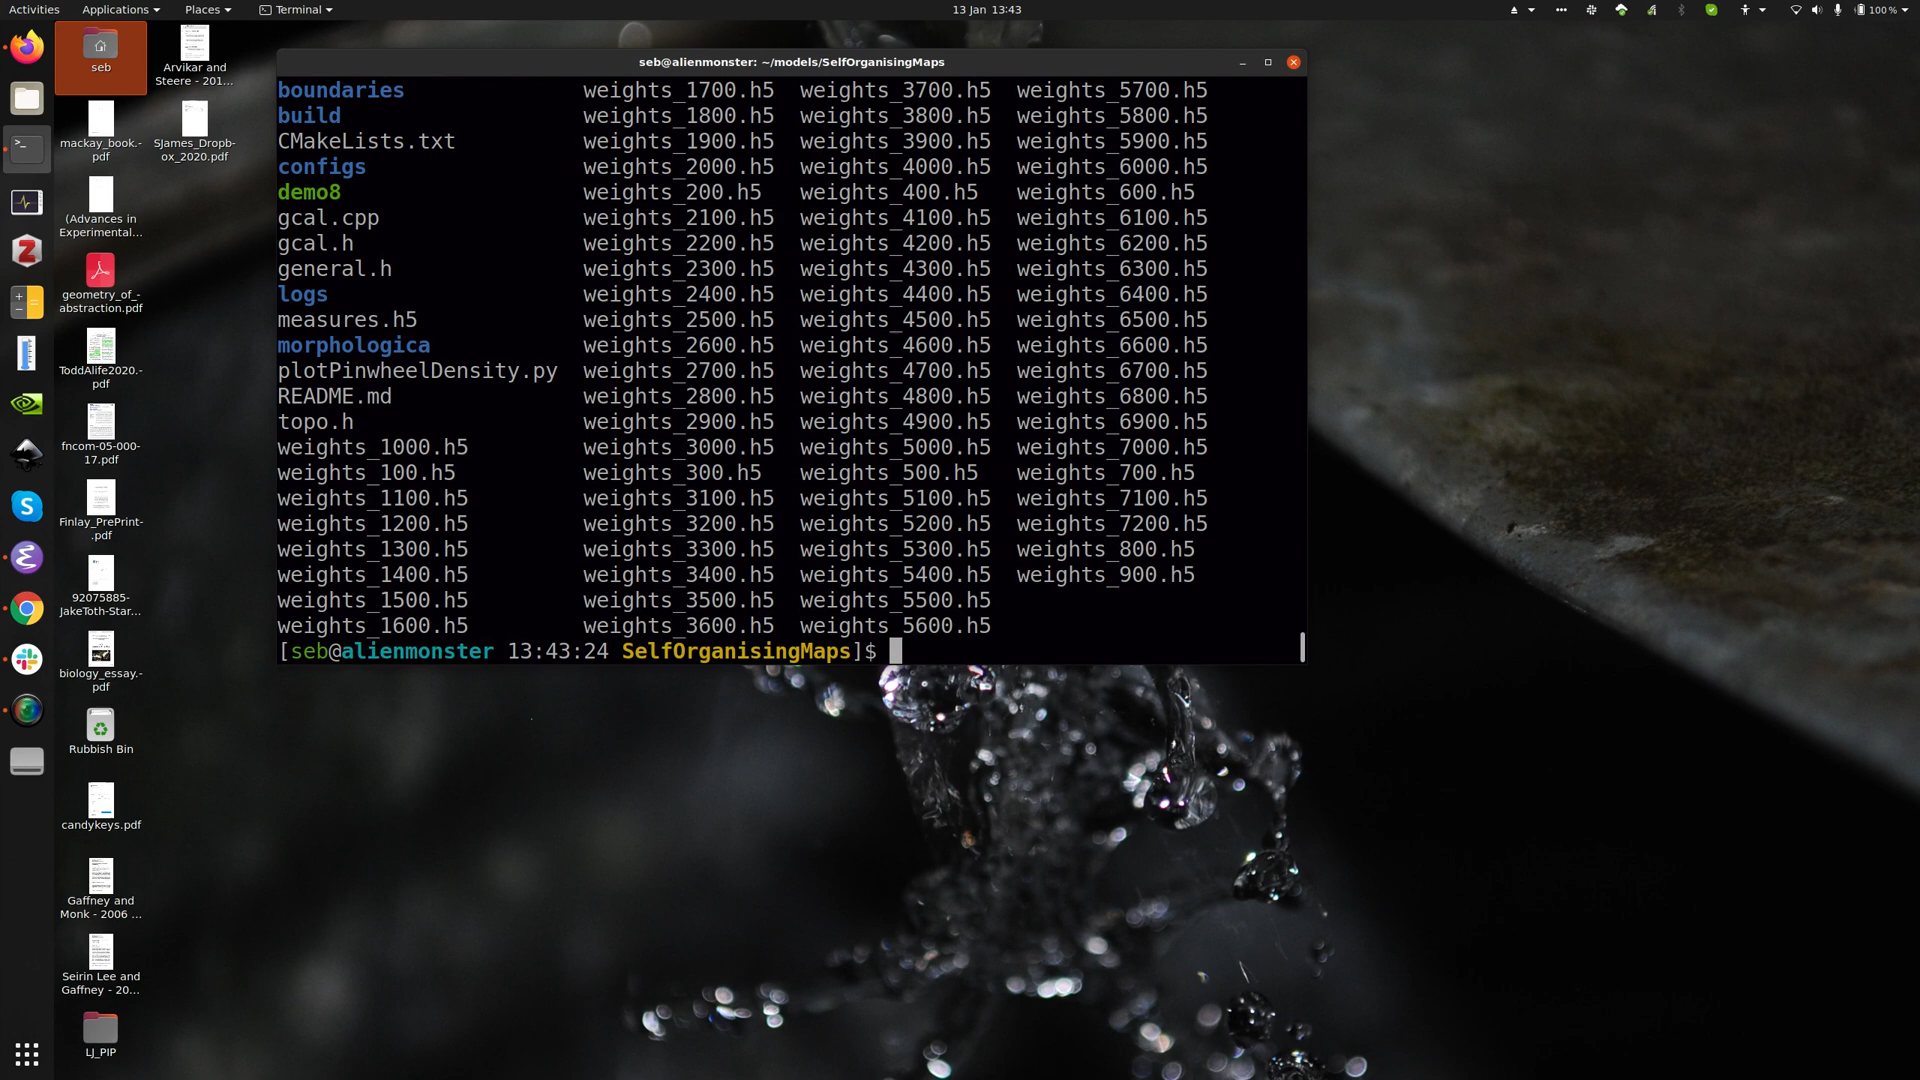 Activities Applications Places Terminal 13 Jan 13:43 100 %
seb
Arvikar and
Steere - 201...
mackay_book.-
pdf
SJames_Dropb-
ox_2020.pdf
(Advances in
Experimental...
geometry_of_-
abstraction.pdf
ToddAlife2020.-
pdf
fncom-05-000-
17.pdf
Finlay_PrePrint-
.pdf
92075885-
JakeToth-Star...
biology_essay.-
pdf
Rubbish Bin
candykeys.pdf
Gaffney and
Monk - 2006 ...
Seirin Lee and
Gaffney - 20...
LJ_PIP
seb@alienmonster: ~/models/SelfOrganisingMaps
boundaries weights_1700.h5 weights_3700.h5 weights_5700.h5
build weights_1800.h5 weights_3800.h5 weights_5800.h5
CMakeLists.txt weights_1900.h5 weights_3900.h5 weights_5900.h5
configs weights_2000.h5 weights_4000.h5 weights_6000.h5
demo8 weights_200.h5 weights_400.h5 weights_600.h5
gcal.cpp weights_2100.h5 weights_4100.h5 weights_6100.h5
gcal.h weights_2200.h5 weights_4200.h5 weights_6200.h5
general.h weights_2300.h5 weights_4300.h5 weights_6300.h5
logs weights_2400.h5 weights_4400.h5 weights_6400.h5
measures.h5 weights_2500.h5 weights_4500.h5 weights_6500.h5
morphologica weights_2600.h5 weights_4600.h5 weights_6600.h5
plotPinwheelDensity.py weights_2700.h5 weights_4700.h5 weights_6700.h5
README.md weights_2800.h5 weights_4800.h5 weights_6800.h5
topo.h weights_2900.h5 weights_4900.h5 weights_6900.h5
weights_1000.h5 weights_3000.h5 weights_5000.h5 weights_7000.h5
weights_100.h5 weights_300.h5 weights_500.h5 weights_700.h5
weights_1100.h5 weights_3100.h5 weights_5100.h5 weights_7100.h5
weights_1200.h5 weights_3200.h5 weights_5200.h5 weights_7200.h5
weights_1300.h5 weights_3300.h5 weights_5300.h5 weights_800.h5
weights_1400.h5 weights_3400.h5 weights_5400.h5 weights_900.h5
weights_1500.h5 weights_3500.h5 weights_5500.h5
weights_1600.h5 weights_3600.h5 weights_5600.h5
[seb@alienmonster 13:43:24 SelfOrganisingMaps]$